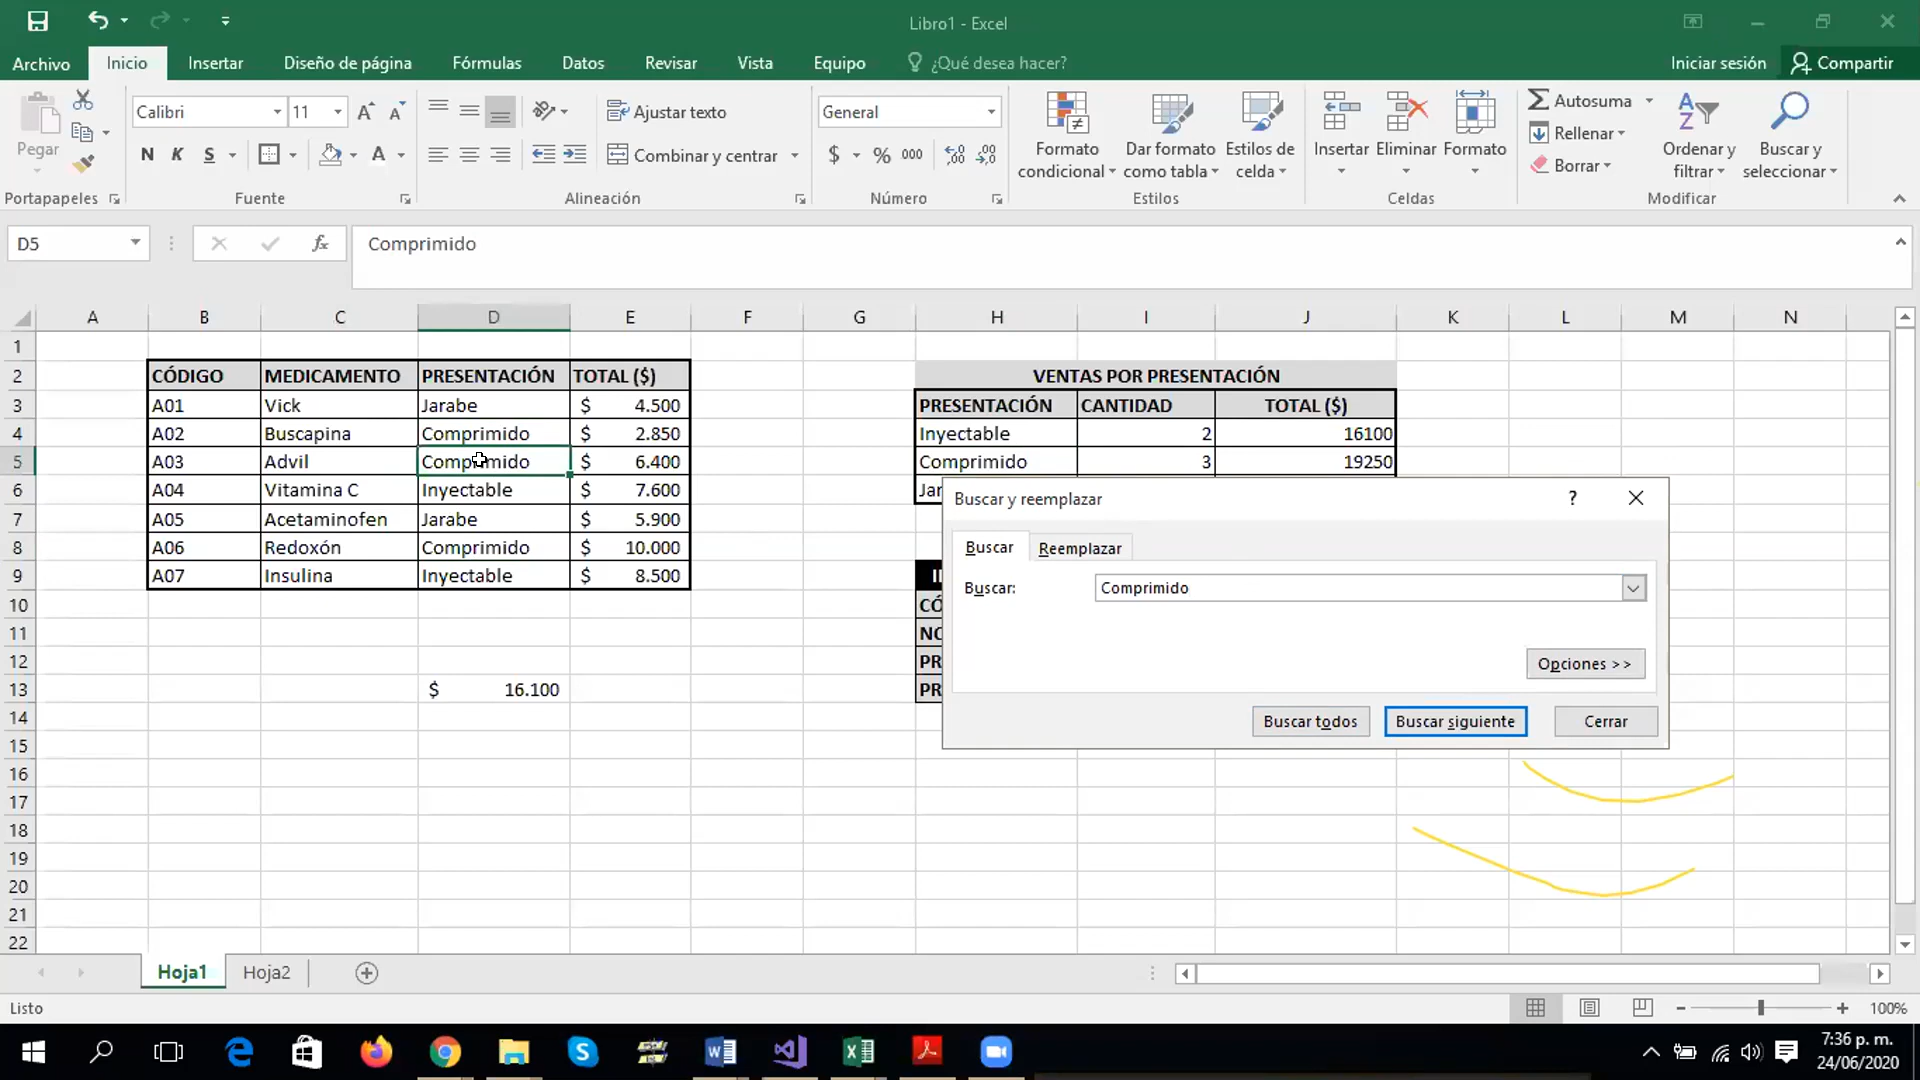 Libro1 - Excel
Archivo Inicio Insertar Diseño de página Fórmulas Datos Revisar Vista Equipo ¿Qué desea hacer? Iniciar sesión Compartir
Pegar
Portapapeles
Calibri 11
N K S A
Fuente
Ajustar texto
Combinar y centrar
Alineación
General
$ % 000
Número
Formato condicional
Dar formato como tabla
Estilos de celda
Estilos
Insertar Eliminar Formato
Celdas
Autosuma
Rellenar
Borrar
Ordenar y filtrar
Buscar y seleccionar
Modificar
D5 fx Comprimido
A B C D E F G H I J K L M N
1
2 CÓDIGO MEDICAMENTO PRESENTACIÓN TOTAL ($) VENTAS POR PRESENTACIÓN
3 A01 Vick Jarabe $ 4.500 PRESENTACIÓN CANTIDAD TOTAL ($)
4 A02 Buscapina Comprimido $ 2.850 Inyectable 2 16100
5 A03 Advil Comprimido $ 6.400 Comprimido 3 19250
6 A04 Vitamina C Inyectable $ 7.600 Jar
7 A05 Acetaminofen Jarabe $ 5.900
8 A06 Redoxón Comprimido $ 10.000
9 A07 Insulina Inyectable $ 8.500
10 CÓ
11 NO
12 PR
13 $ 16.100 PR
14
15
16
17
18
19
20
21
22
Buscar y reemplazar ?
Buscar Reemplazar
Buscar: Comprimido
Opciones >>
Buscar todos Buscar siguiente Cerrar
Hoja1 Hoja2
Listo 100%
7:36 p. m.
24/06/2020